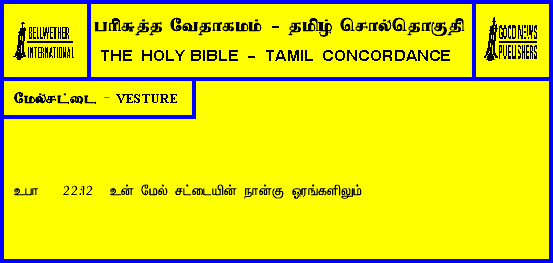 BELLWETHER
INTERNATIONAL
பரிசுத்த வேதாகமம் - தமிழ் சொல்தொகுதி
THE HOLY BIBLE - TAMIL CONCORDANCE
GOOD NEWS
PUBLISHERS
மேல்சட்டை - VESTURE
உபா 22:12 உன் மேல் சட்டையின் நான்கு ஓரங்களிலும்